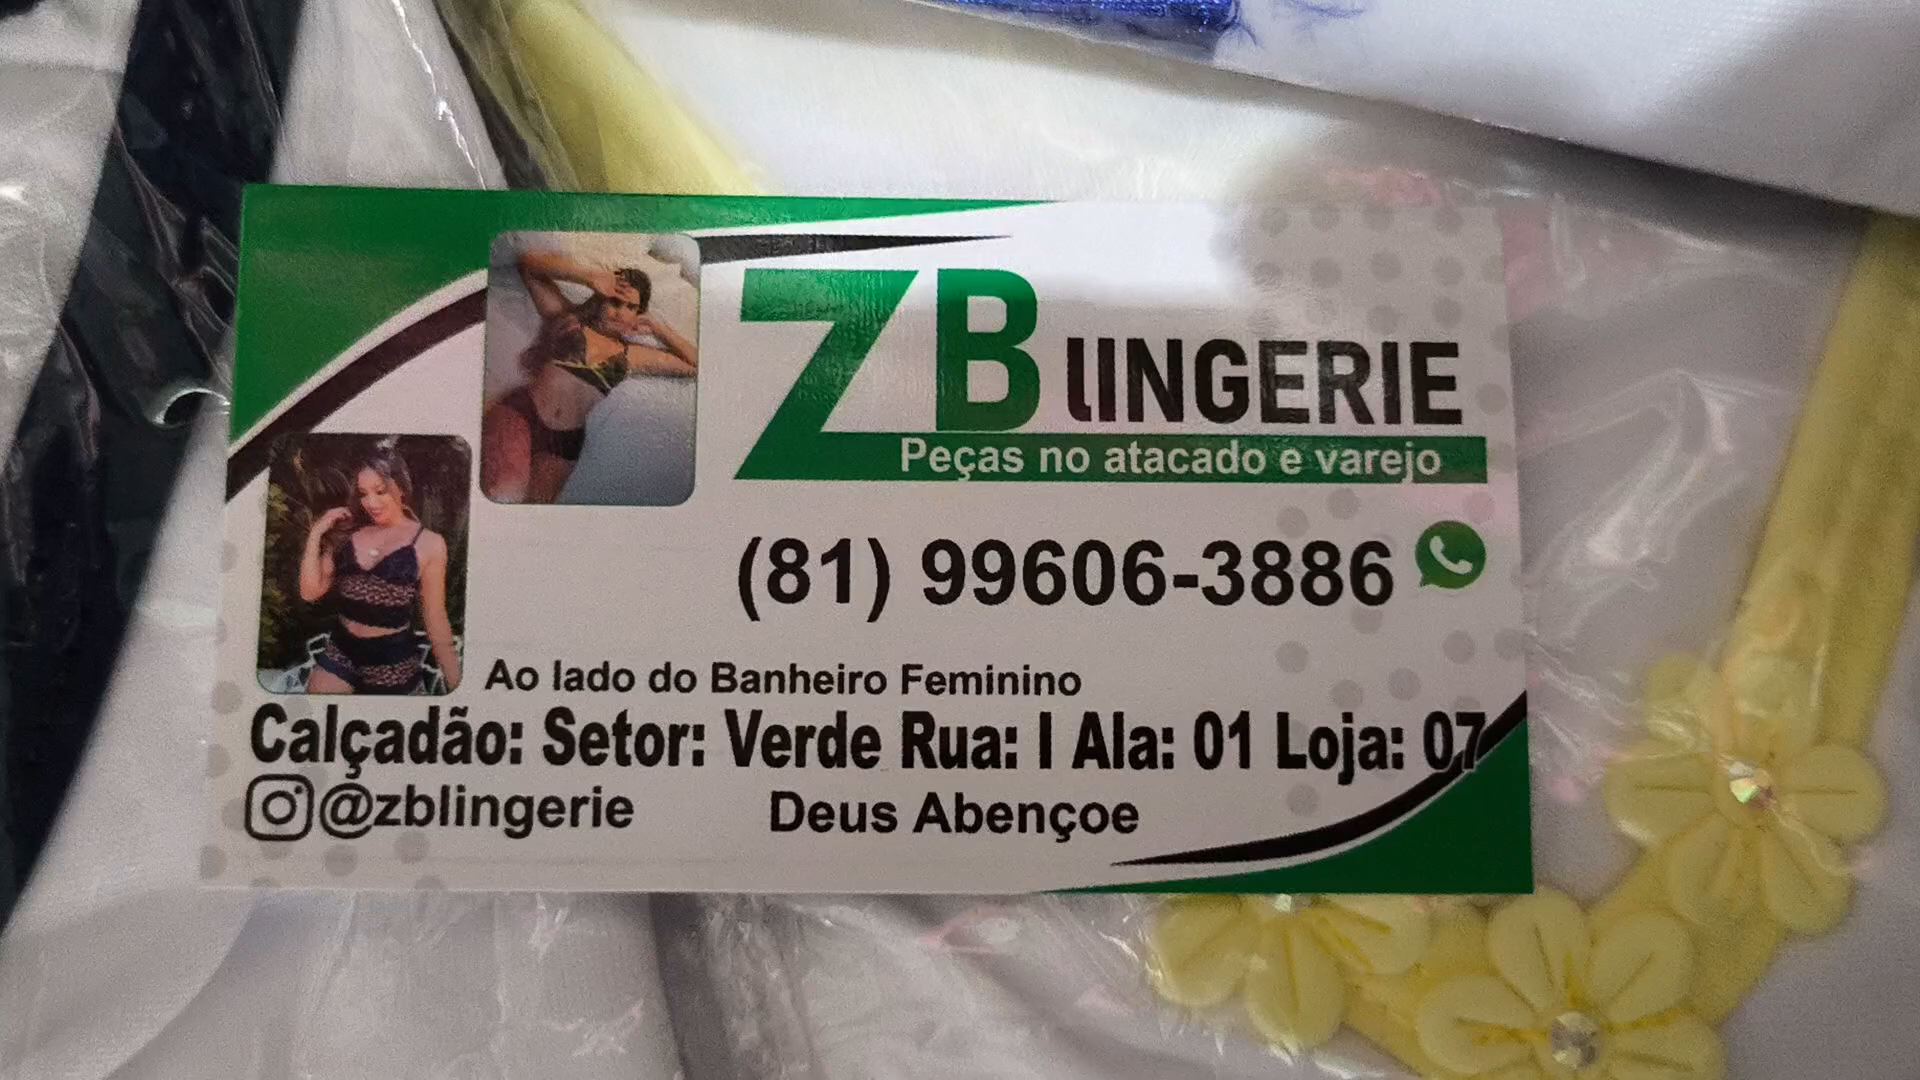 ZB LINGERIE
Peças no atacado e varejo
(81) 99606-3886
Ao lado do Banheiro Feminino
Calçadão: Setor: Verde Rua: I Ala: 01 Loja: 07
@zblingerie
Deus Abençoe